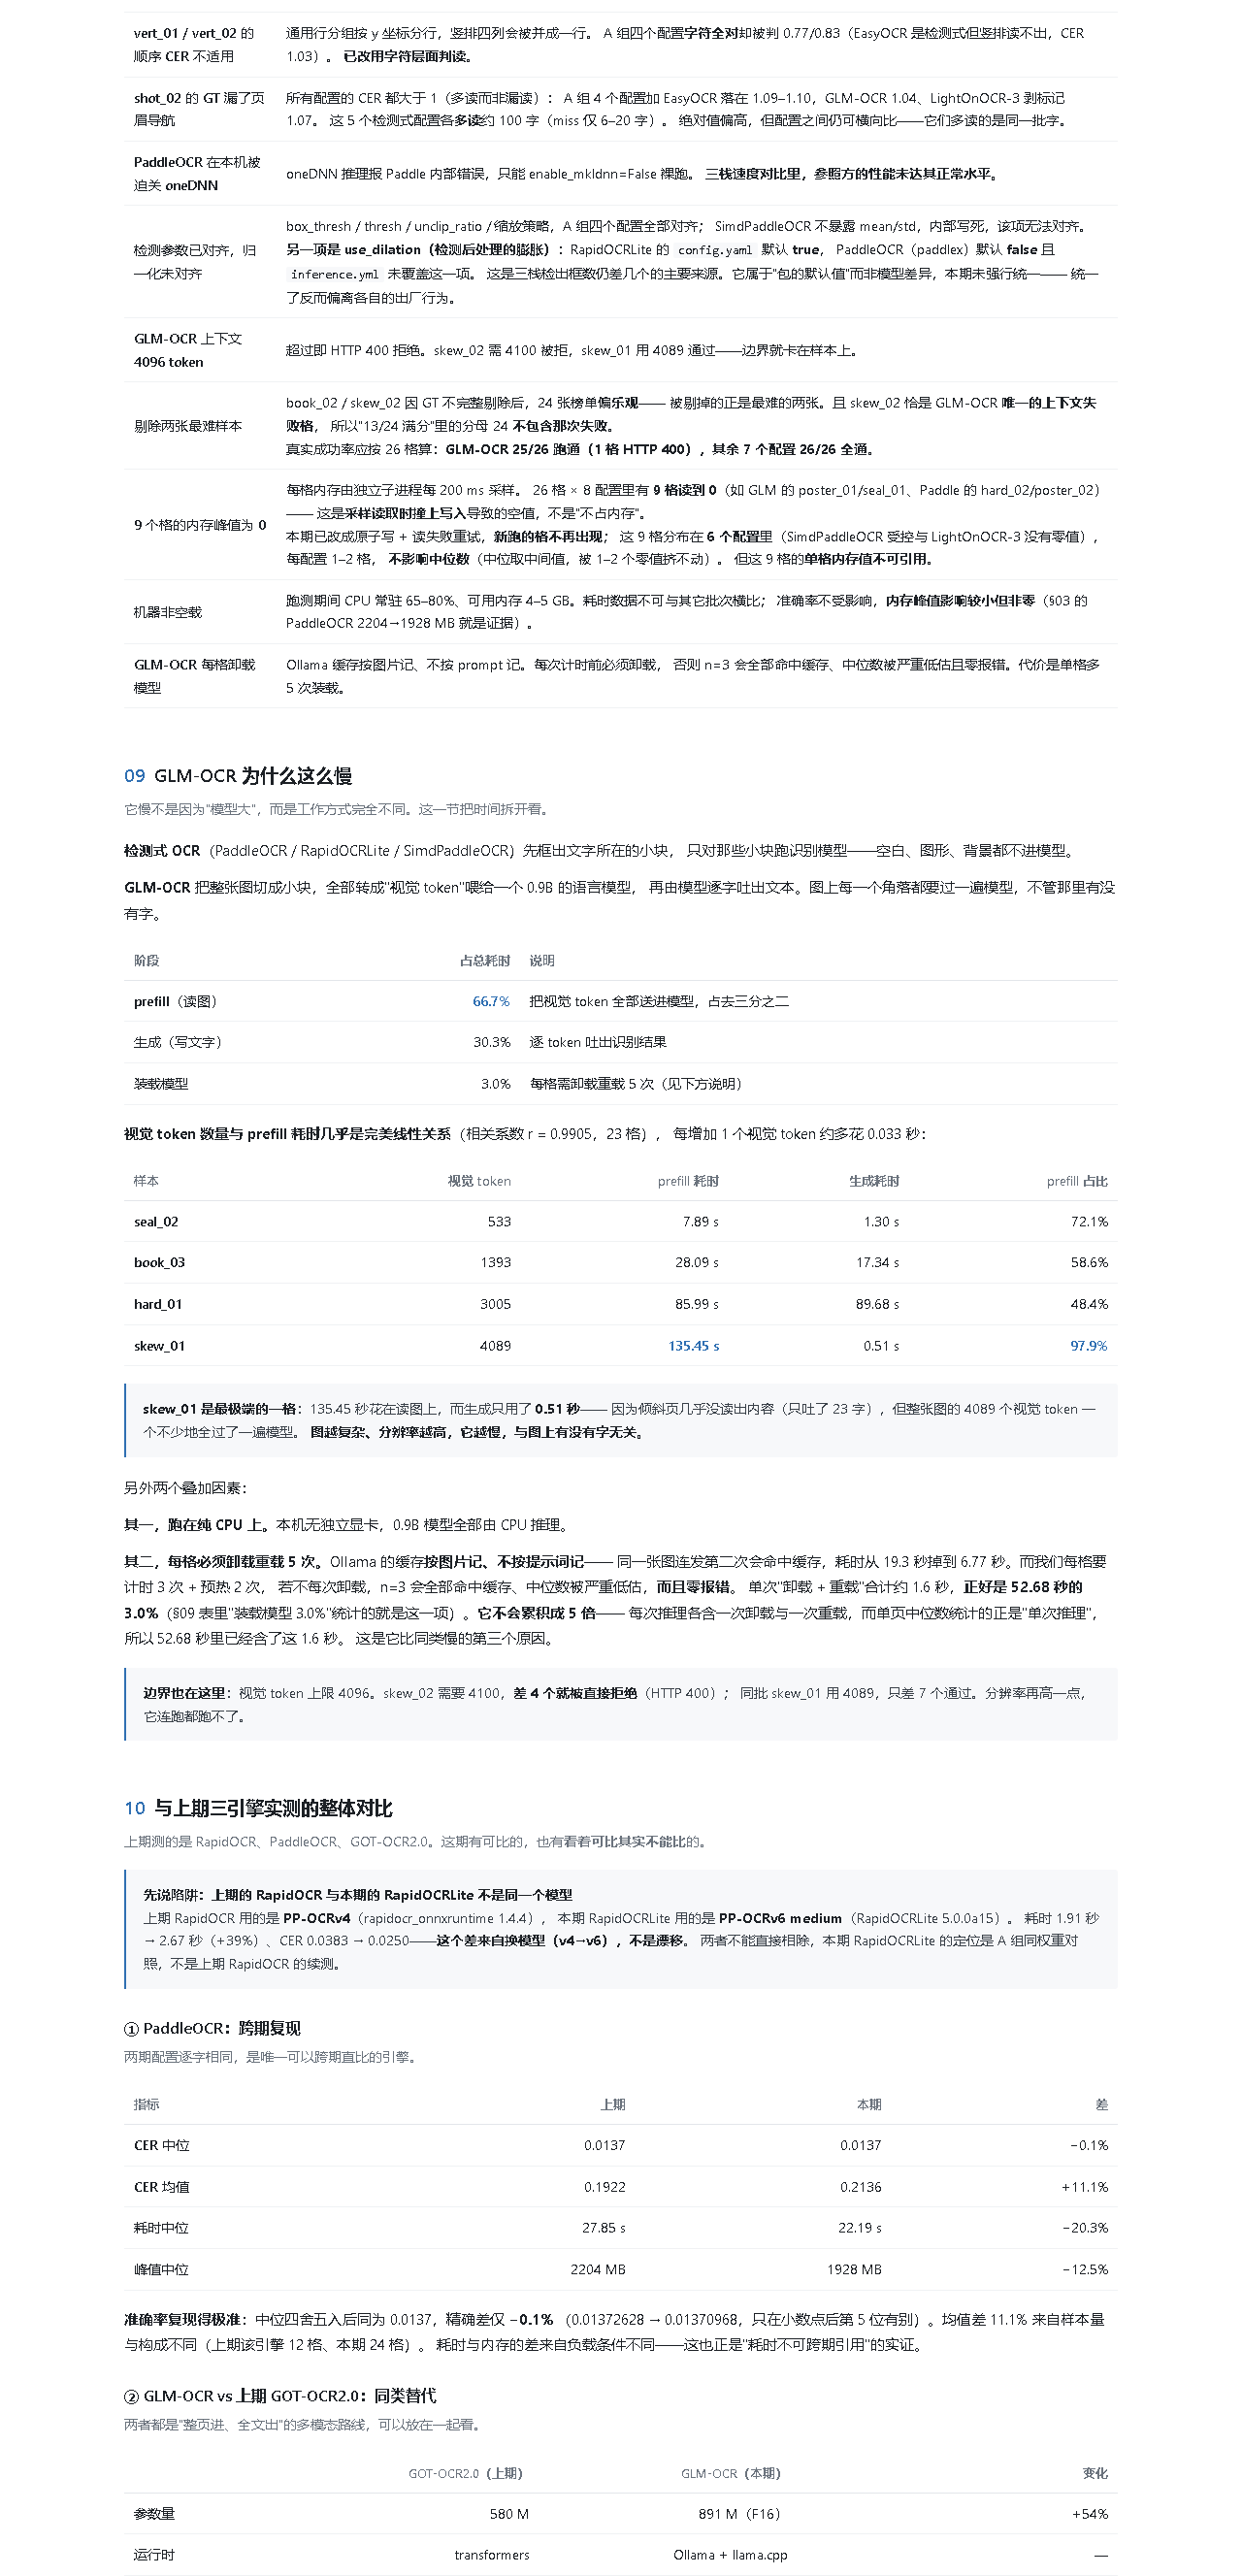 vert_01 / vert_02 的
顺序 CER 不适用
通用行分组按 y 坐标分行，竖排四列会被并成一行。 A 组四个配置字符全对却被判 0.77/0.83（EasyOCR 是检测式但竖排读不出，CER
1.03）。 已改用字符层面判读。
shot_02 的 GT 漏了页
眉导航
所有配置的 CER 都大于 1（多读而非漏读）： A 组 4 个配置加 EasyOCR 落在 1.09–1.10，GLM-OCR 1.04、LightOnOCR-3 剥标记
1.07。 这 5 个检测式配置各多读约 100 字（miss 仅 6–20 字）。 绝对值偏高，但配置之间仍可横向比——它们多读的是同一批字。
PaddleOCR 在本机被
迫关 oneDNN
oneDNN 推理报 Paddle 内部错误，只能 enable_mkldnn=False 裸跑。 三栈速度对比里，参照方的性能未达其正常水平。
检测参数已对齐，归
一化未对齐
box_thresh / thresh / unclip_ratio / 缩放策略，A 组四个配置全部对齐； SimdPaddleOCR 不暴露 mean/std，内部写死，该项无法对齐。
另一项是 use_dilation（检测后处理的膨胀）：RapidOCRLite 的 config.yaml 默认 true， PaddleOCR（paddlex）默认 false 且
inference.yml 未覆盖这一项。 这是三栈检出框数仍差几个的主要来源。它属于"包的默认值"而非模型差异，本期未强行统一—— 统一
了反而偏离各自的出厂行为。
GLM-OCR 上下文
4096 token
超过即 HTTP 400 拒绝。skew_02 需 4100 被拒，skew_01 用 4089 通过——边界就卡在样本上。
剔除两张最难样本
book_02 / skew_02 因 GT 不完整剔除后，24 张榜单偏乐观—— 被剔掉的正是最难的两张。且 skew_02 恰是 GLM-OCR 唯一的上下文失
败格， 所以"13/24 满分"里的分母 24 不包含那次失败。
真实成功率应按 26 格算：GLM-OCR 25/26 跑通（1 格 HTTP 400），其余 7 个配置 26/26 全通。
9 个格的内存峰值为 0
每格内存由独立子进程每 200 ms 采样。 26 格 × 8 配置里有 9 格读到 0（如 GLM 的 poster_01/seal_01、Paddle 的 hard_02/poster_02）
—— 这是采样读取时撞上写入导致的空值，不是"不占内存"。
本期已改成原子写 + 读失败重试，新跑的格不再出现； 这 9 格分布在 6 个配置里（SimdPaddleOCR 受控与 LightOnOCR-3 没有零值），
每配置 1–2 格， 不影响中位数（中位取中间值，被 1–2 个零值挤不动）。 但这 9 格的单格内存值不可引用。
机器非空载
跑测期间 CPU 常驻 65–80%、可用内存 4–5 GB。耗时数据不可与其它批次横比； 准确率不受影响，内存峰值影响较小但非零（§03 的
PaddleOCR 2204→1928 MB 就是证据）。
GLM-OCR 每格卸载
模型
Ollama 缓存按图片记、不按 prompt 记。每次计时前必须卸载， 否则 n=3 会全部命中缓存、中位数被严重低估且零报错。代价是单格多
5 次装载。
09 GLM-OCR 为什么这么慢
它慢不是因为"模型大"，而是工作方式完全不同。这一节把时间拆开看。
检测式 OCR（PaddleOCR / RapidOCRLite / SimdPaddleOCR）先框出文字所在的小块， 只对那些小块跑识别模型——空白、图形、背景都不进模型。
GLM-OCR 把整张图切成小块，全部转成"视觉 token"喂给一个 0.9B 的语言模型， 再由模型逐字吐出文本。图上每一个角落都要过一遍模型，不管那里有没
有字。
阶段 占总耗时 说明
prefill（读图） 66.7% 把视觉 token 全部送进模型，占去三分之二
生成（写文字） 30.3% 逐 token 吐出识别结果
装载模型 3.0% 每格需卸载重载 5 次（见下方说明）
视觉 token 数量与 prefill 耗时几乎是完美线性关系（相关系数 r = 0.9905，23 格）， 每增加 1 个视觉 token 约多花 0.033 秒：
样本 视觉 token prefill 耗时 生成耗时 prefill 占比
seal_02 533 7.89 s 1.30 s 72.1%
book_03 1393 28.09 s 17.34 s 58.6%
hard_01 3005 85.99 s 89.68 s 48.4%
skew_01 4089 135.45 s 0.51 s 97.9%
skew_01 是最极端的一格：135.45 秒花在读图上，而生成只用了 0.51 秒—— 因为倾斜页几乎没读出内容（只吐了 23 字），但整张图的 4089 个视觉 token 一
个不少地全过了一遍模型。 图越复杂、分辨率越高，它越慢，与图上有没有字无关。
另外两个叠加因素：
其一，跑在纯 CPU 上。本机无独立显卡，0.9B 模型全部由 CPU 推理。
其二，每格必须卸载重载 5 次。Ollama 的缓存按图片记、不按提示词记—— 同一张图连发第二次会命中缓存，耗时从 19.3 秒掉到 6.77 秒。而我们每格要
计时 3 次 + 预热 2 次， 若不每次卸载，n=3 会全部命中缓存、中位数被严重低估，而且零报错。 单次"卸载 + 重载"合计约 1.6 秒，正好是 52.68 秒的
3.0%（§09 表里"装载模型 3.0%"统计的就是这一项）。它不会累积成 5 倍—— 每次推理各含一次卸载与一次重载，而单页中位数统计的正是"单次推理"，
所以 52.68 秒里已经含了这 1.6 秒。 这是它比同类慢的第三个原因。
边界也在这里：视觉 token 上限 4096。skew_02 需要 4100，差 4 个就被直接拒绝（HTTP 400）； 同批 skew_01 用 4089，只差 7 个通过。分辨率再高一点，
它连跑都跑不了。
10 与上期三引擎实测的整体对比
上期测的是 RapidOCR、PaddleOCR、GOT-OCR2.0。这期有可比的，也有看着可比其实不能比的。
先说陷阱：上期的 RapidOCR 与本期的 RapidOCRLite 不是同一个模型
上期 RapidOCR 用的是 PP-OCRv4（rapidocr_onnxruntime 1.4.4）， 本期 RapidOCRLite 用的是 PP-OCRv6 medium（RapidOCRLite 5.0.0a15）。 耗时 1.91 秒
→ 2.67 秒（+39%）、CER 0.0383 → 0.0250——这个差来自换模型（v4→v6），不是漂移。 两者不能直接相除，本期 RapidOCRLite 的定位是 A 组同权重对
照，不是上期 RapidOCR 的续测。
① PaddleOCR：跨期复现
两期配置逐字相同，是唯一可以跨期直比的引擎。
指标 上期 本期 差
CER 中位 0.0137 0.0137 −0.1%
CER 均值 0.1922 0.2136 +11.1%
耗时中位 27.85 s 22.19 s −20.3%
峰值中位 2204 MB 1928 MB −12.5%
准确率复现得极准：中位四舍五入后同为 0.0137，精确差仅 −0.1% （0.01372628 → 0.01370968，只在小数点后第 5 位有别）。均值差 11.1% 来自样本量
与构成不同（上期该引擎 12 格、本期 24 格）。 耗时与内存的差来自负载条件不同——这也正是"耗时不可跨期引用"的实证。
② GLM-OCR vs 上期 GOT-OCR2.0：同类替代
两者都是"整页进、全文出"的多模态路线，可以放在一起看。
GOT-OCR2.0（上期） GLM-OCR（本期） 变化
参数量 580 M 891 M（F16） +54%
运行时 transformers Ollama + llama.cpp —